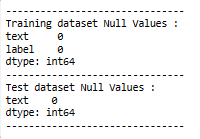 --------------------------------
Training dataset Null Values :
text     0
label    0
dtype: int64
--------------------------------
Test dataset Null Values :
text    0
dtype: int64
--------------------------------